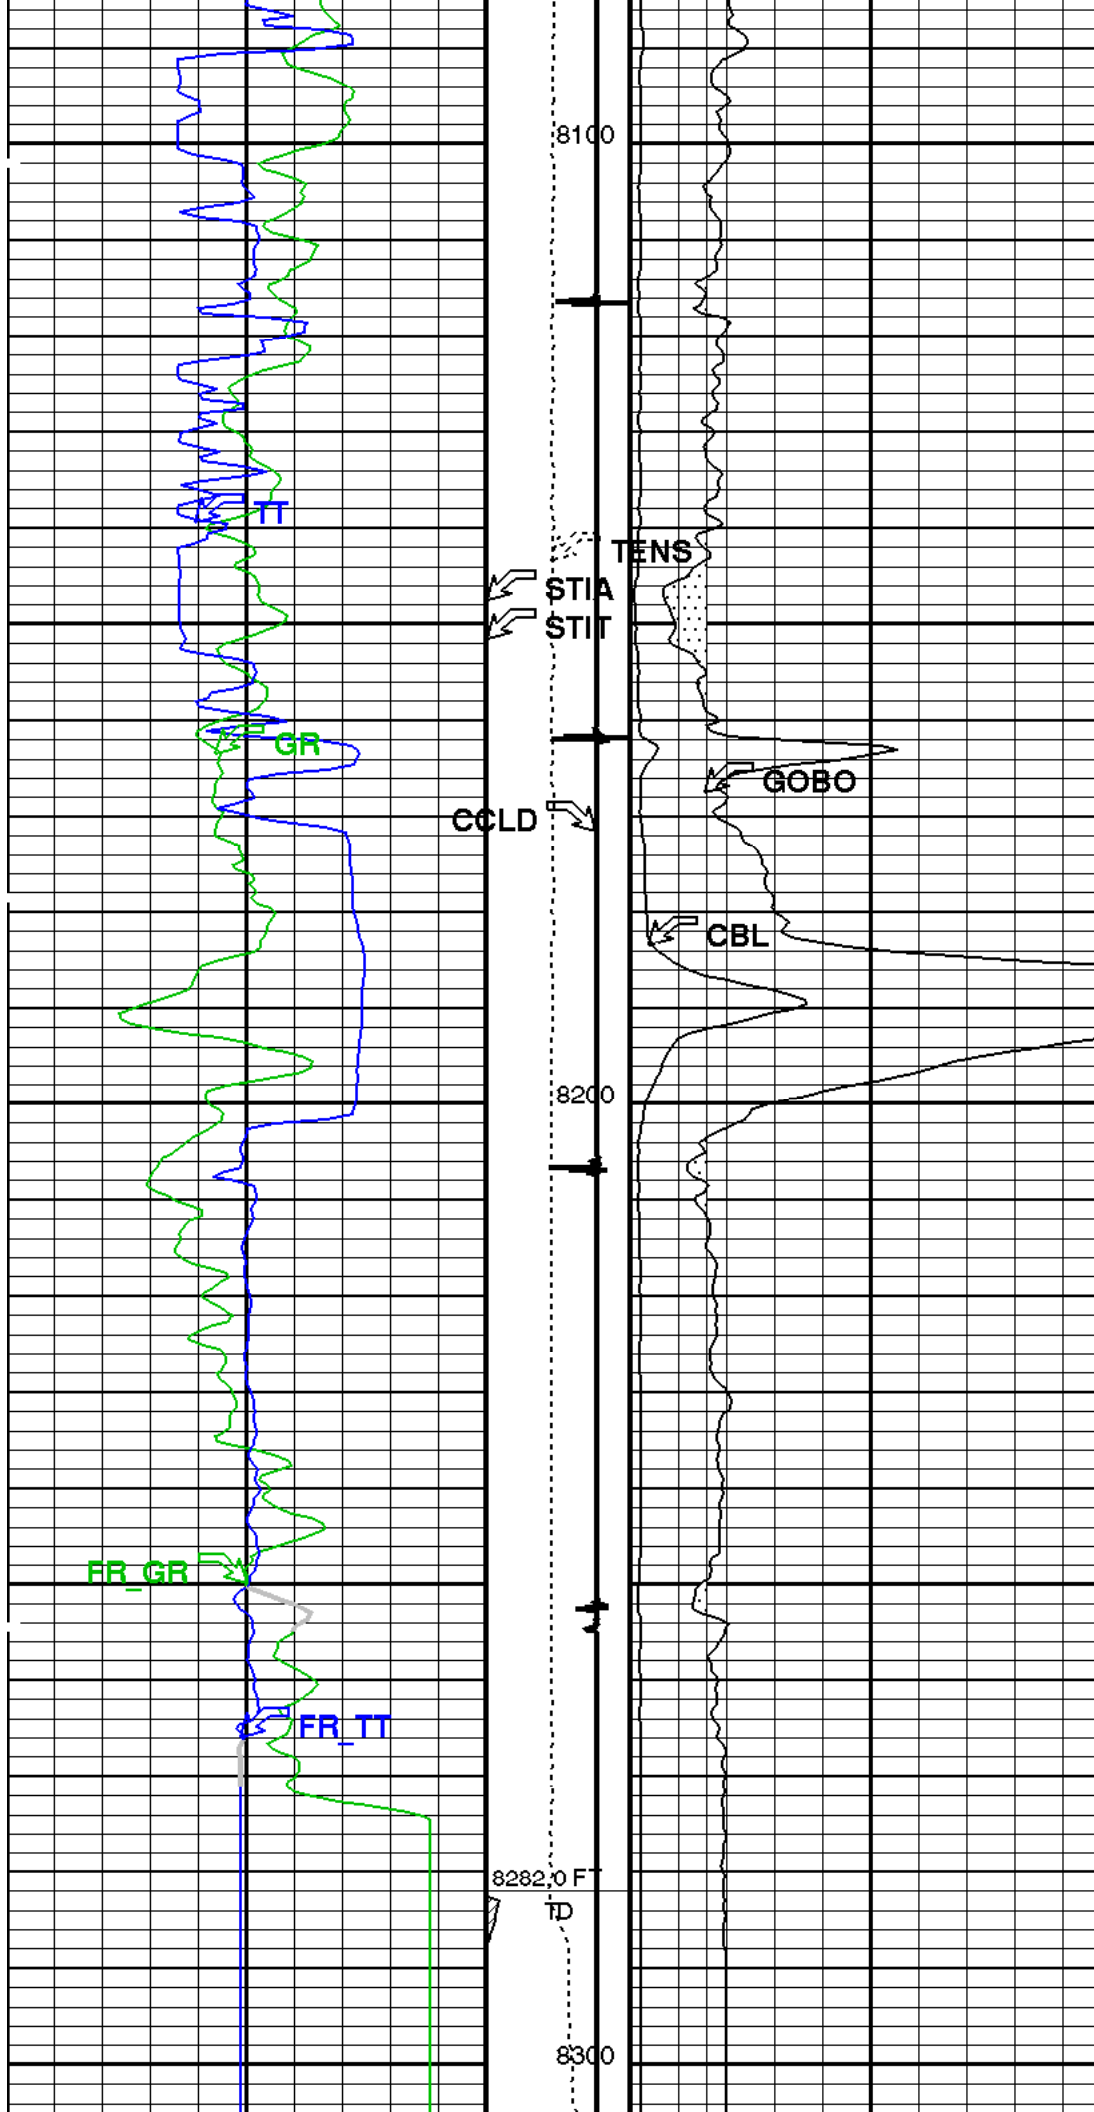 8100
TT
TENS
STIA
STIT
GR
GOBO
CCLD
CBL
8200
FR_GR
FR_TT
8282.0 FT
TD
8300